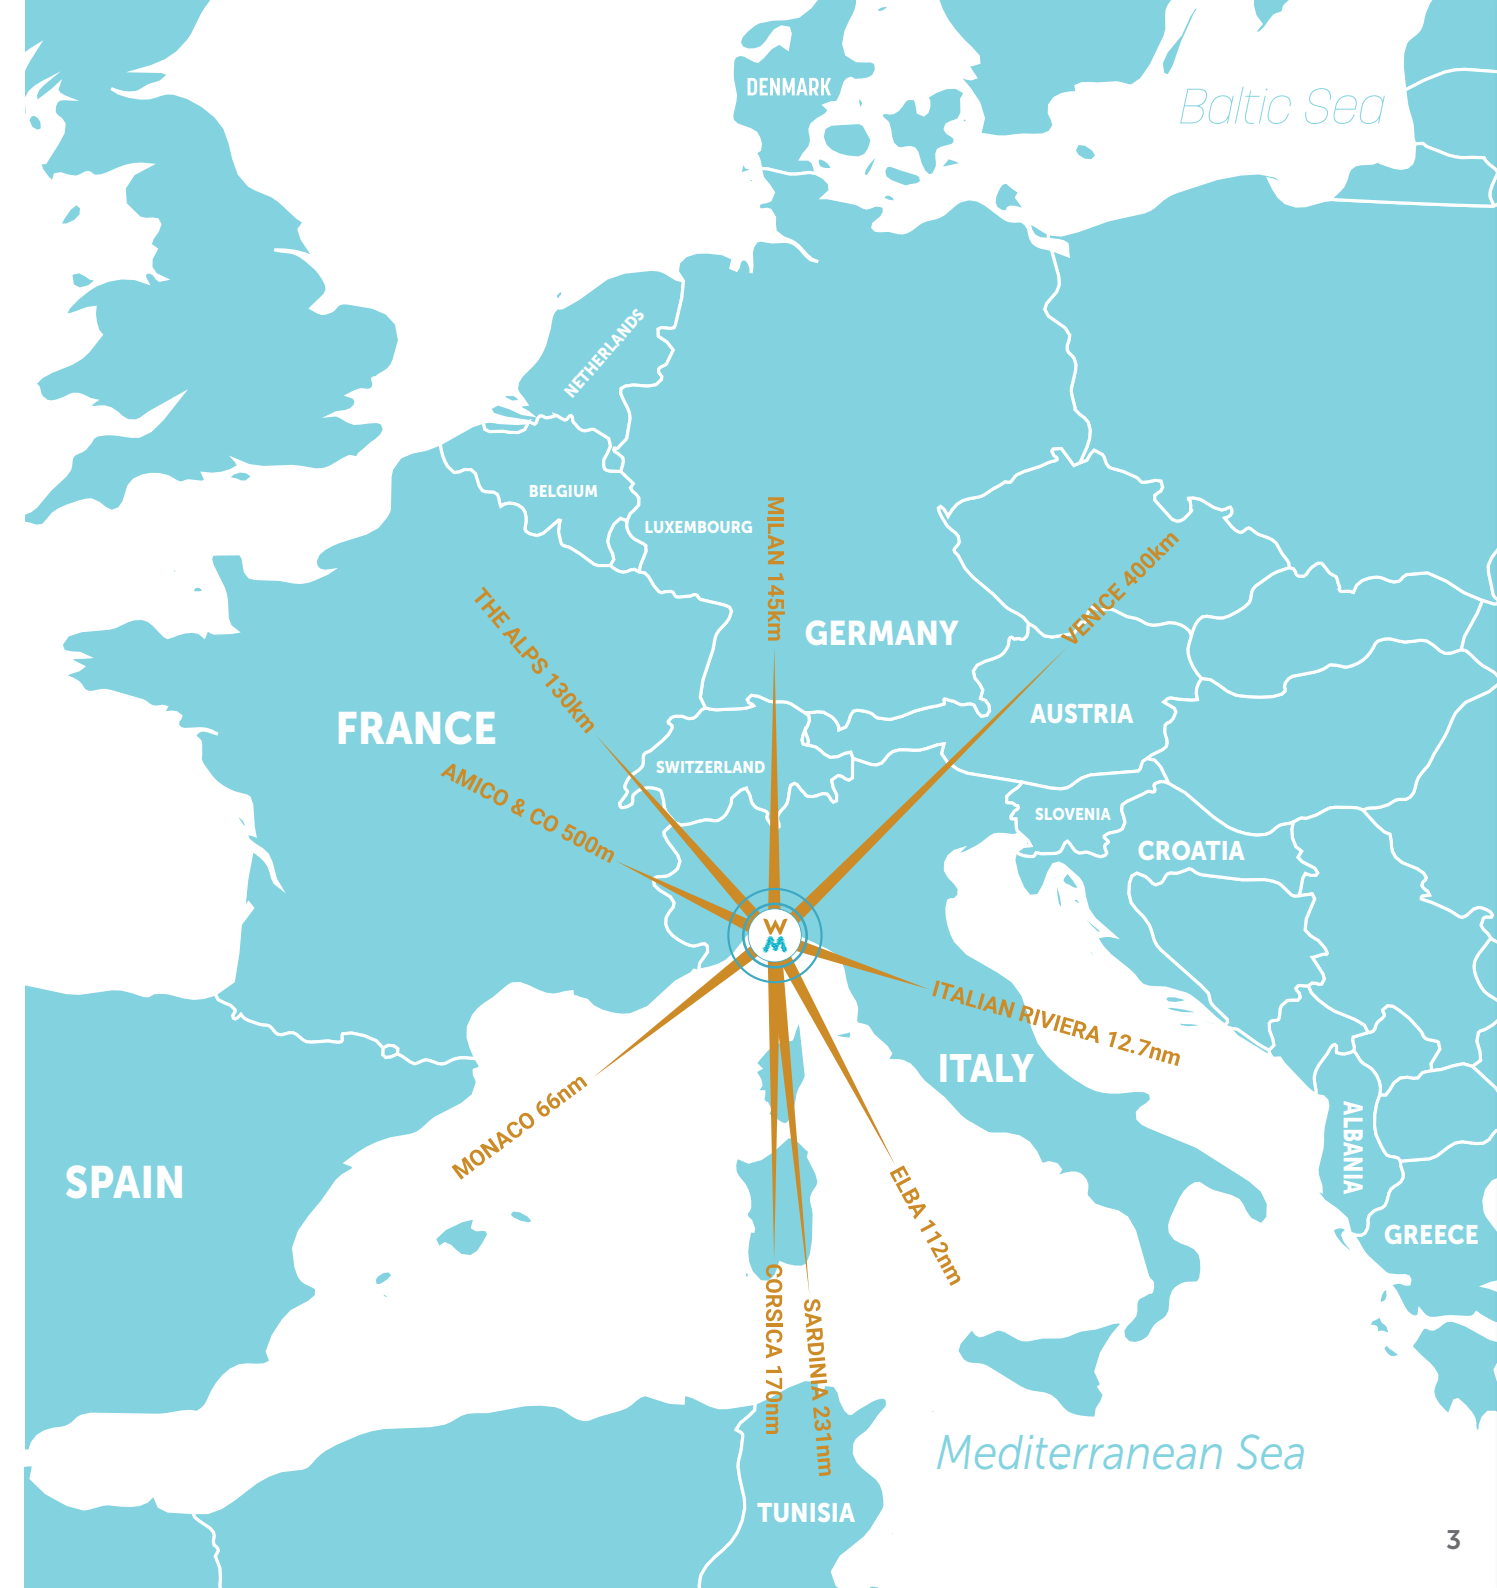 DENMARK
Baltic Sea
NETHERLANDS
BELGIUM
LUXEMBOURG
MILAN 145km
VENICE 400km
THE ALPS 130km
GERMANY
FRANCE
AUSTRIA
SWITZERLAND
AMICO & CO 500m
SLOVENIA
CROATIA
W
M
ITALIAN RIVIERA 12.7nm
ITALY
MONACO 66nm
ALBANIA
SPAIN
ELBA 112nm
GREECE
CORSICA 170nm
SARDINIA 231nm
Mediterranean Sea
TUNISIA
3